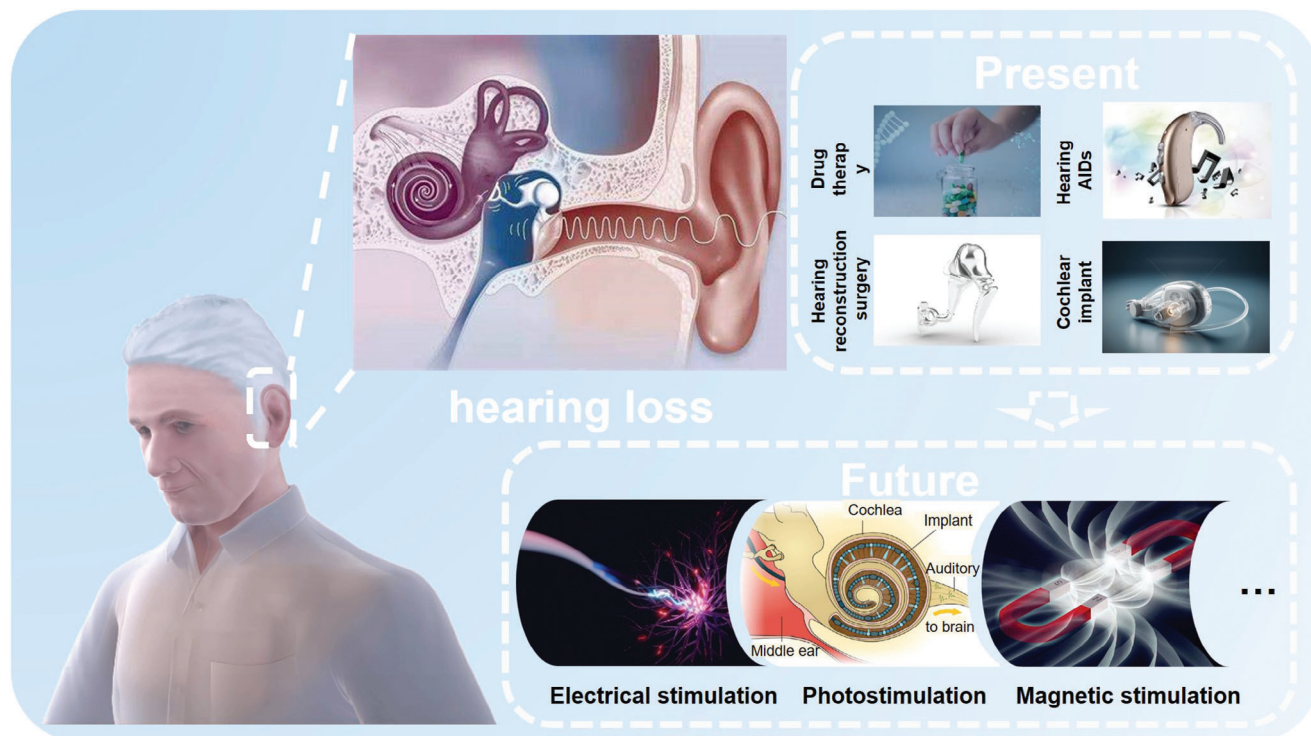 Present
Drug
therap
y
Hearing
AIDs
Hearing
reconstruction
surgery
Cochlear
implant
hearing loss
Future
Cochlea
Implant
Auditory
to brain
Middle ear
...
Electrical stimulation
Photostimulation
Magnetic stimulation